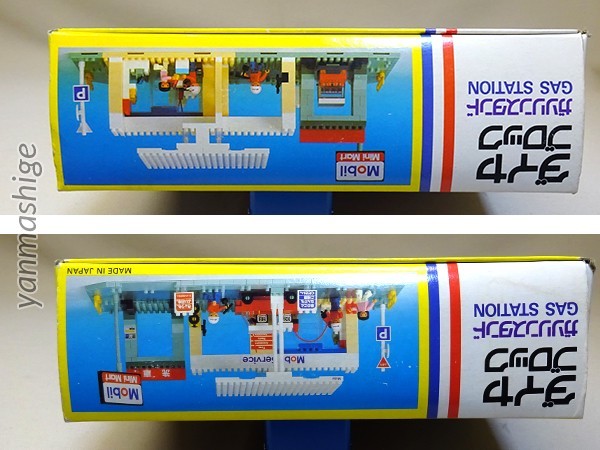 ダイヤ
ブロック
ガソリンスタンド
GAS STATION
Mobil
Mini Mart
P
MADE IN JAPAN
ダイヤ
ブロック
ガソリンスタンド
GAS STATION
Mobil Service
Mobil
Mini Mart
洗車
P
yanmashige